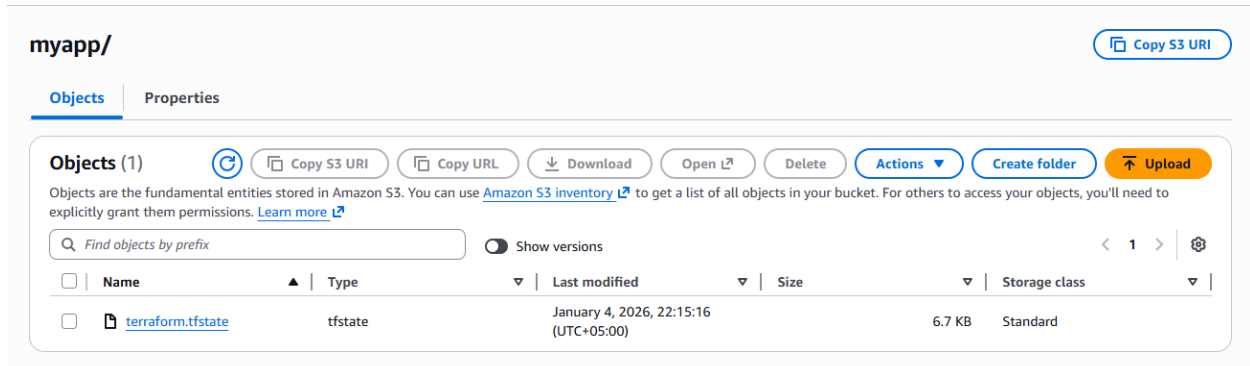 myapp/
Copy S3 URI
Objects
Properties
Objects (1)
Copy S3 URI
Copy URL
Download
Open
Delete
Actions
Create folder
Upload
Objects are the fundamental entities stored in Amazon S3. You can use Amazon S3 inventory to get a list of all objects in your bucket. For others to access your objects, you'll need to
explicitly grant them permissions. Learn more
Find objects by prefix
Show versions
1
Name
Type
Last modified
Size
Storage class
terraform.tfstate
tfstate
January 4, 2026, 22:15:16
(UTC+05:00)
6.7 KB
Standard